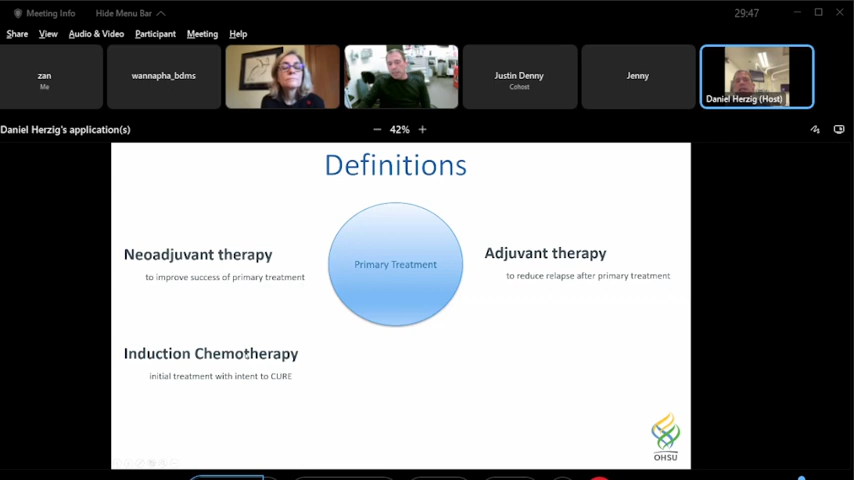 Meeting Info Hide Menu Bar 29:47
Share View Audio & Video Participant Meeting Help
zan
Me
wannapha_bdms
Justin Denny
Cohost
Jenny
Daniel Herzig (Host)
Daniel Herzig's application(s) − 42% +
Definitions
Neoadjuvant therapy
to improve success of primary treatment
Primary Treatment
Adjuvant therapy
to reduce relapse after primary treatment
Induction Chemotherapy
initial treatment with intent to CURE
OHSU